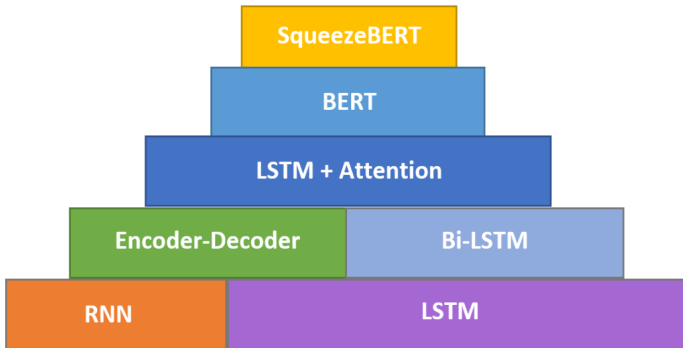 SqueezeBERT
BERT
LSTM + Attention
Encoder-Decoder
Bi-LSTM
RNN
LSTM